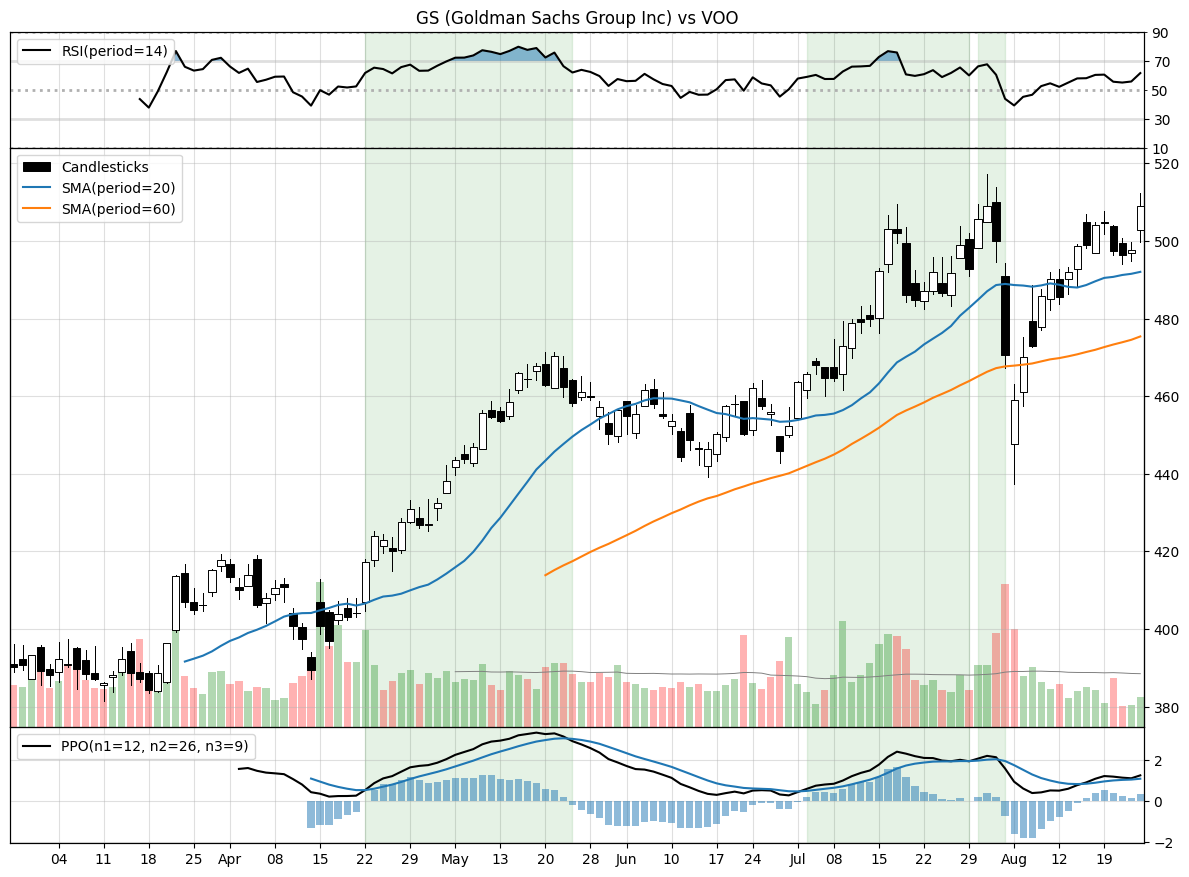 GS (Goldman Sachs Group Inc) vs VOO
RSI(period=14)
90
70
50
30
10
Candlesticks
SMA(period=20)
SMA(period=60)
520
500
480
460
440
420
400
380
PPO(n1=12, n2=26, n3=9)
2
0
−2
04 11 18 25 Apr 08 15 22 29 May 13 20 28 Jun 10 17 24 Jul 08 15 22 29 Aug 12 19